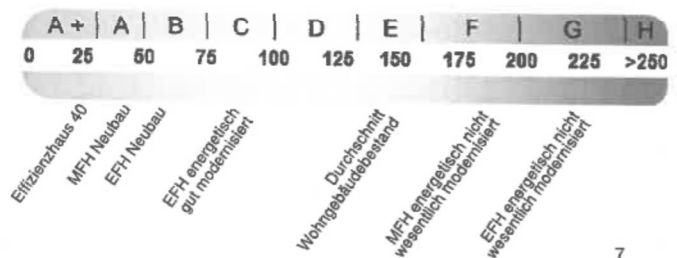 A+ | A | B | C | D | E | F | G | H
0 25 50 75 100 125 150 175 200 225 >250
Effizienzhaus 40
MFH Neubau
EFH Neubau
EFH energetisch
gut modernisiert
Durchschnitt
Wohngebäudebestand
MFH energetisch nicht
wesentlich modernisiert
EFH energetisch nicht
wesentlich modernisiert
7